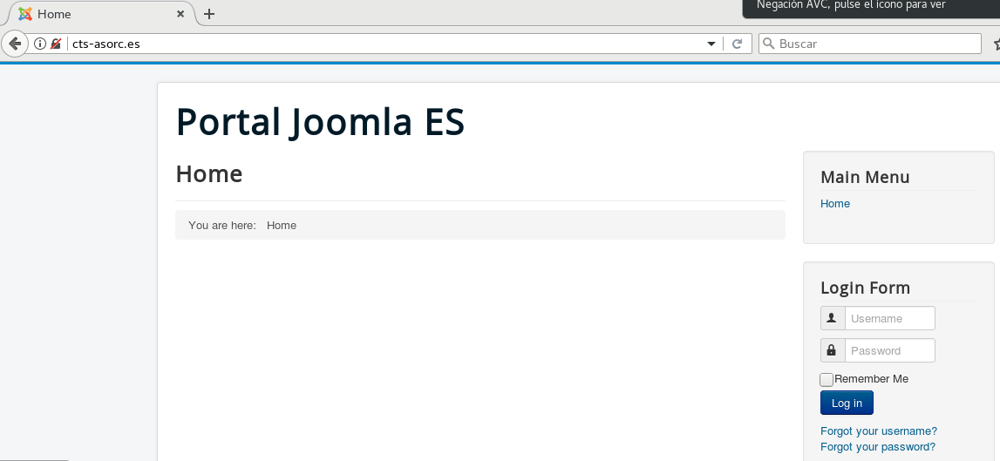 Home
Negación AVC, pulse el icono para ver
cts-asorc.es
Buscar
Portal Joomla ES
Home
You are here: Home
Main Menu
Home
Login Form
Username
Password
Remember Me
Log in
Forgot your username?
Forgot your password?